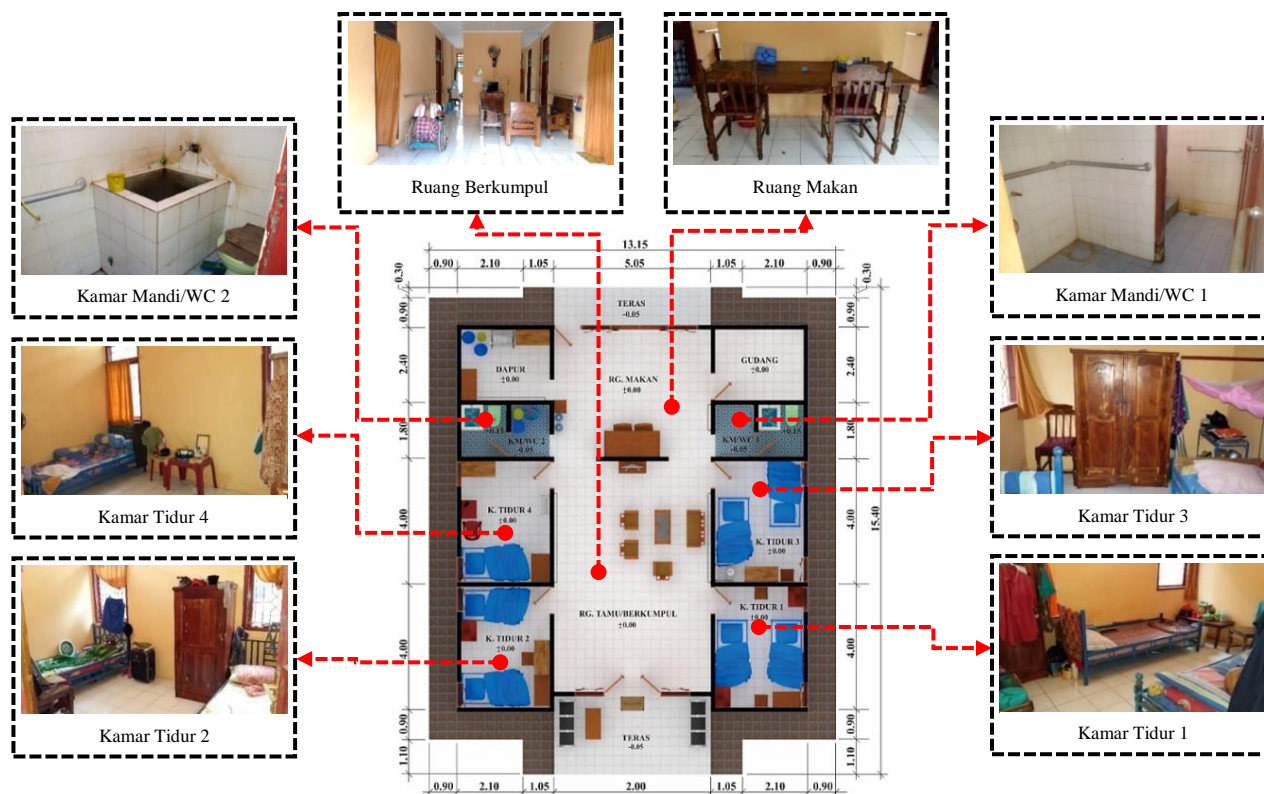 Ruang Berkumpul
Ruang Makan
Kamar Mandi/WC 2
Kamar Mandi/WC 1
Kamar Tidur 4
Kamar Tidur 3
Kamar Tidur 2
Kamar Tidur 1
13.15
0.90 2.10 1.05 5.05 1.05 2.10 0.90
0.30
0.30
0.90
0.90
TERAS
-0.05
2.40
DAPUR
±0.00
RG. MAKAN
±0.00
GUDANG
±0.00
2.40
1.80
+0.15
KM/WC 2
-0.05
KM/WC 1
-0.05
+0.15
1.80
4.00
K. TIDUR 4
±0.00
K. TIDUR 3
±0.00
4.00
15.40
4.00
K. TIDUR 2
±0.00
RG. TAMU/BERKUMPUL
±0.00
K. TIDUR 1
±0.00
4.00
0.90
TERAS
-0.05
0.90
1.10
1.10
0.90 2.10 1.05 2.00 1.05 2.10 0.90